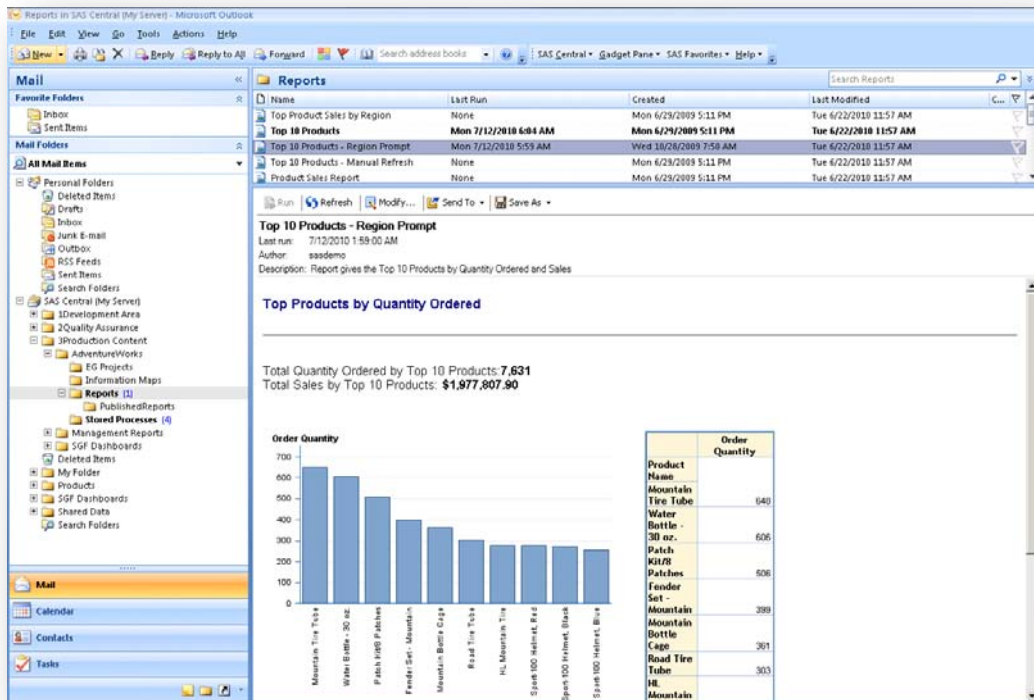 Reports in SAS Central (My Server) - Microsoft Outlook
File Edit View Go Tools Actions Help
New Reply Reply to All Forward Search address books SAS Central Gadget Pane SAS Favorites Help
Mail
Favorite Folders
Inbox
Sent Items
Mail Folders
All Mail Items
Personal Folders
Deleted Items
Drafts
Inbox
Junk E-mail
Outbox
RSS Feeds
Sent Items
Search Folders
SAS Central (My Server)
1Development Area
2Quality Assurance
3Production Content
AdventureWorks
EG Projects
Information Maps
Reports (1)
PublishedReports
Stored Processes (4)
Management Reports
SGF Dashboards
Deleted Items
My Folder
Products
SGF Dashboards
Shared Data
Search Folders
Mail
Calendar
Contacts
Tasks
Reports Search Reports
Name Last Run Created Last Modified C...
Top Product Sales by Region None Mon 6/29/2009 5:11 PM Tue 6/22/2010 11:57 AM
Top 10 Products Mon 7/12/2010 6:04 AM Mon 6/29/2009 5:11 PM Tue 6/22/2010 11:57 AM
Top 10 Products - Region Prompt Mon 7/12/2010 5:59 AM Wed 10/28/2009 7:58 AM Tue 6/22/2010 11:57 AM
Top 10 Products - Manual Refresh None Mon 6/29/2009 5:11 PM Tue 6/22/2010 11:57 AM
Product Sales Report None Mon 6/29/2009 5:11 PM Tue 6/22/2010 11:57 AM
Run Refresh Modify... Send To Save As
Top 10 Products - Region Prompt
Last run: 7/12/2010 1:59:00 AM
Author: sasdemo
Description: Report gives the Top 10 Products by Quantity Ordered and Sales
Top Products by Quantity Ordered
Total Quantity Ordered by Top 10 Products: 7,631
Total Sales by Top 10 Products: $1,977,807.90
Order Quantity
700
600
500
400
300
200
100
0
Mountain Tire Tube
Water Bottle - 30 oz.
Patch Kit/8 Patches
Fender Set - Mountain
Mountain Bottle Cage
Road Tire Tube
HL Mountain Tire
Sport-100 Helmet, Red
Sport-100 Helmet, Black
Sport-100 Helmet, Blue
Order
Quantity
Product
Name
Mountain
Tire Tube 640
Water
Bottle -
30 oz. 606
Patch
Kit/8
Patches 506
Fender
Set -
Mountain 399
Mountain
Bottle
Cage 361
Road Tire
Tube 303
HL
Mountain